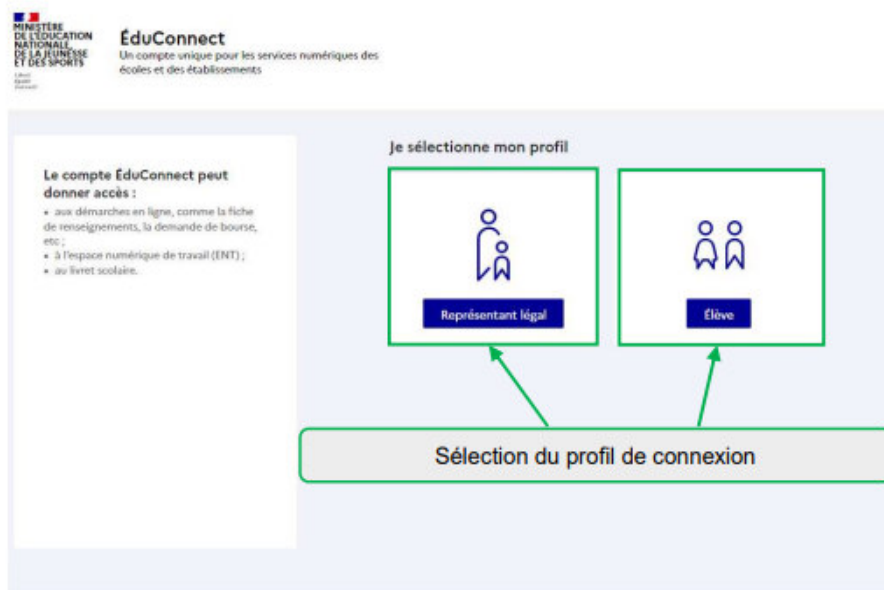 MINISTÈRE
DE L'ÉDUCATION
NATIONALE,
DE LA JEUNESSE
ET DES SPORTS
Liberté
Égalité
Fraternité
ÉduConnect
Un compte unique pour les services numériques des
écoles et des établissements
Je sélectionne mon profil
Le compte ÉduConnect peut
donner accès :
• aux démarches en ligne, comme la fiche
de renseignements, la demande de bourse,
etc ;
• à l'espace numérique de travail (ENT) ;
• au livret scolaire.
Représentant légal
Élève
Sélection du profil de connexion